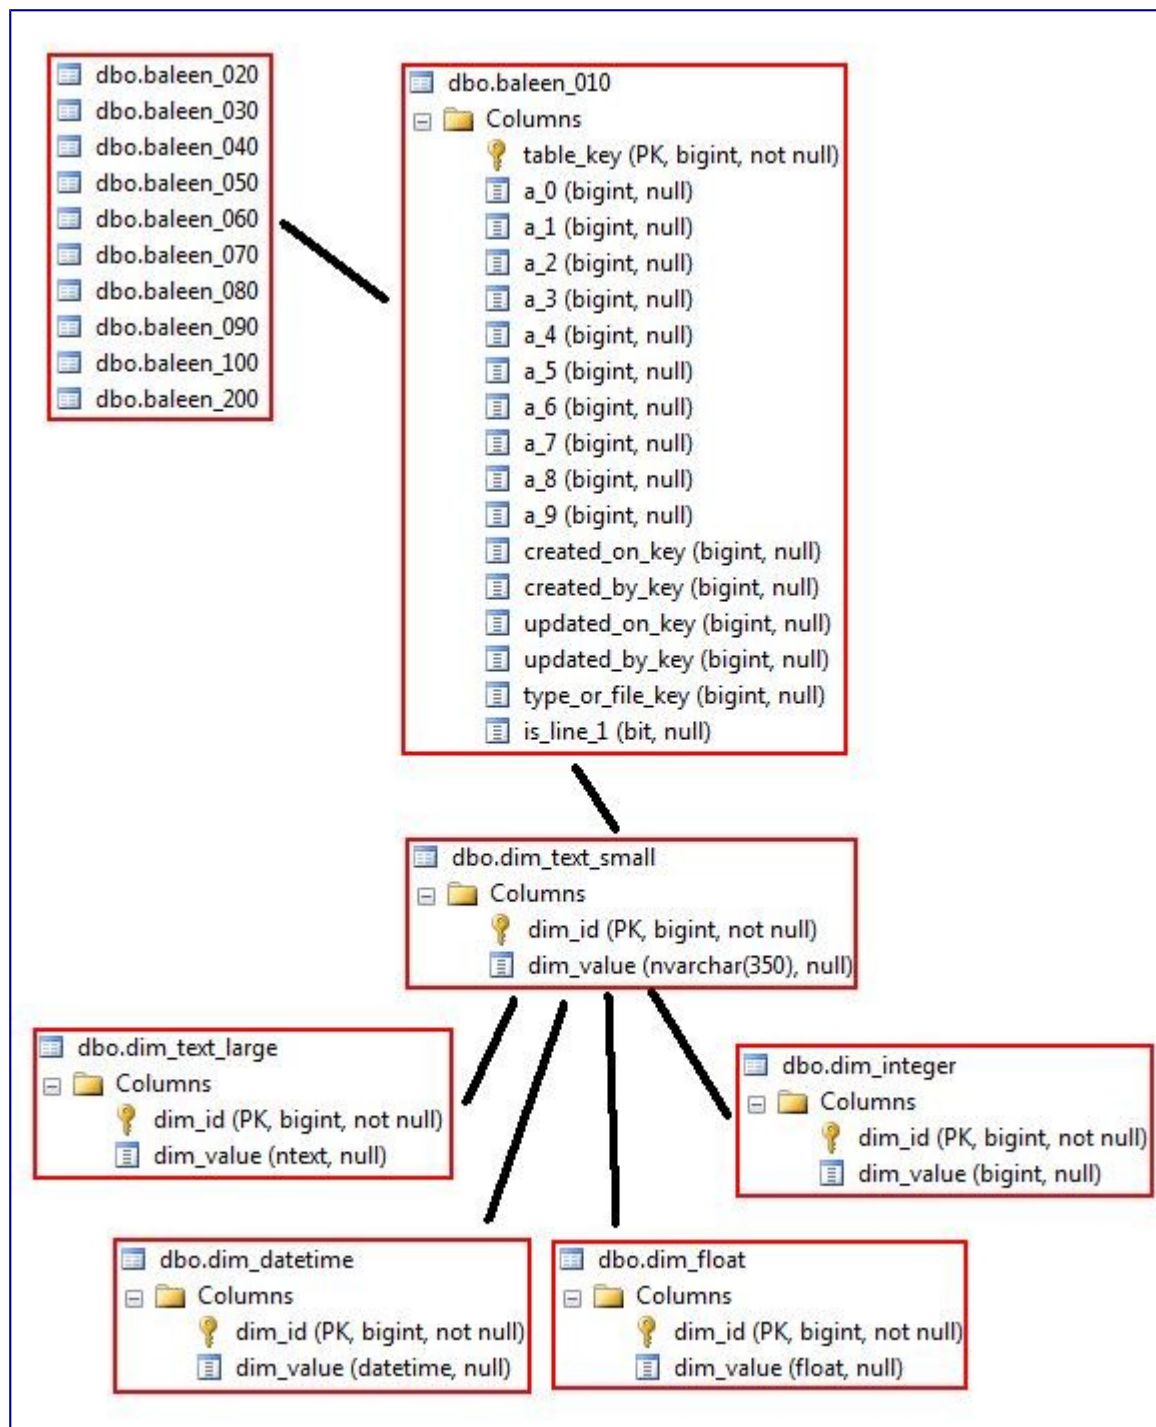 dbo.baleen_020
dbo.baleen_030
dbo.baleen_040
dbo.baleen_050
dbo.baleen_060
dbo.baleen_070
dbo.baleen_080
dbo.baleen_090
dbo.baleen_100
dbo.baleen_200
dbo.baleen_010
Columns
table_key (PK, bigint, not null)
a_0 (bigint, null)
a_1 (bigint, null)
a_2 (bigint, null)
a_3 (bigint, null)
a_4 (bigint, null)
a_5 (bigint, null)
a_6 (bigint, null)
a_7 (bigint, null)
a_8 (bigint, null)
a_9 (bigint, null)
created_on_key (bigint, null)
created_by_key (bigint, null)
updated_on_key (bigint, null)
updated_by_key (bigint, null)
type_or_file_key (bigint, null)
is_line_1 (bit, null)
dbo.dim_text_small
Columns
dim_id (PK, bigint, not null)
dim_value (nvarchar(350), null)
dbo.dim_text_large
Columns
dim_id (PK, bigint, not null)
dim_value (ntext, null)
dbo.dim_integer
Columns
dim_id (PK, bigint, not null)
dim_value (bigint, null)
dbo.dim_datetime
Columns
dim_id (PK, bigint, not null)
dim_value (datetime, null)
dbo.dim_float
Columns
dim_id (PK, bigint, not null)
dim_value (float, null)